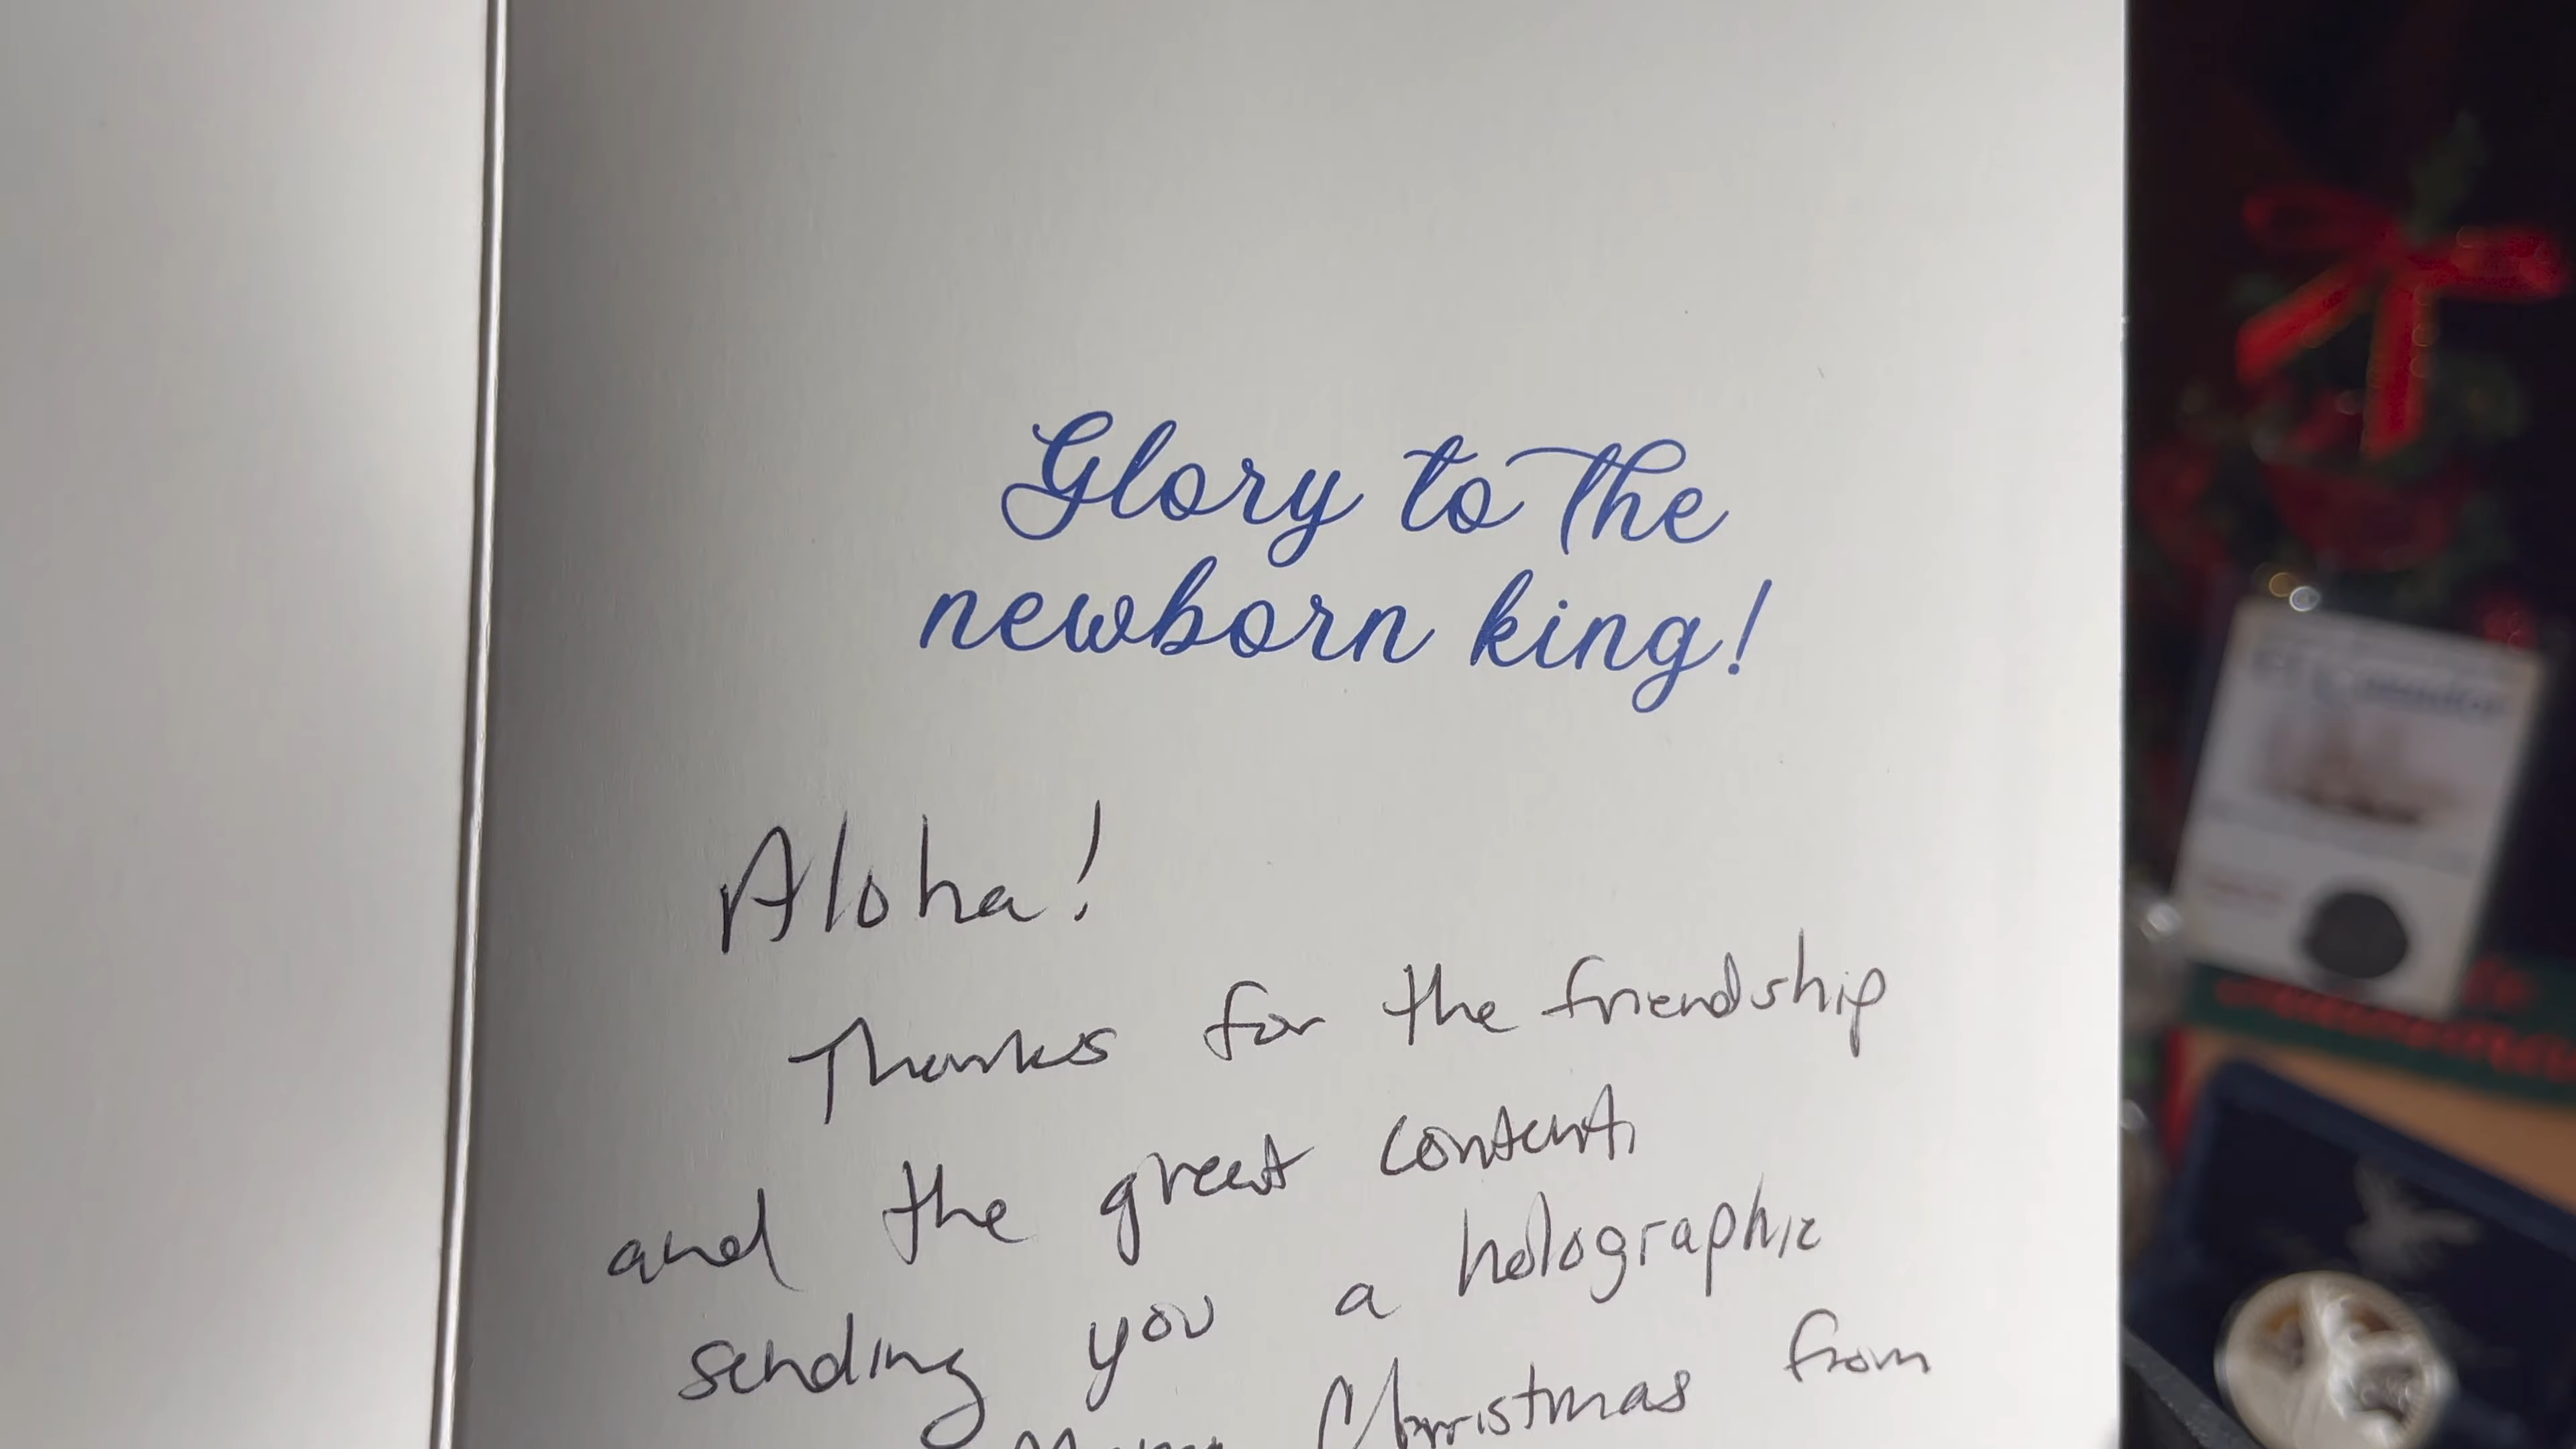 Glory to the
newborn king!
Aloha!
Thanks for the friendship
and the great content,
sending you a holographic
Merry Christmas from